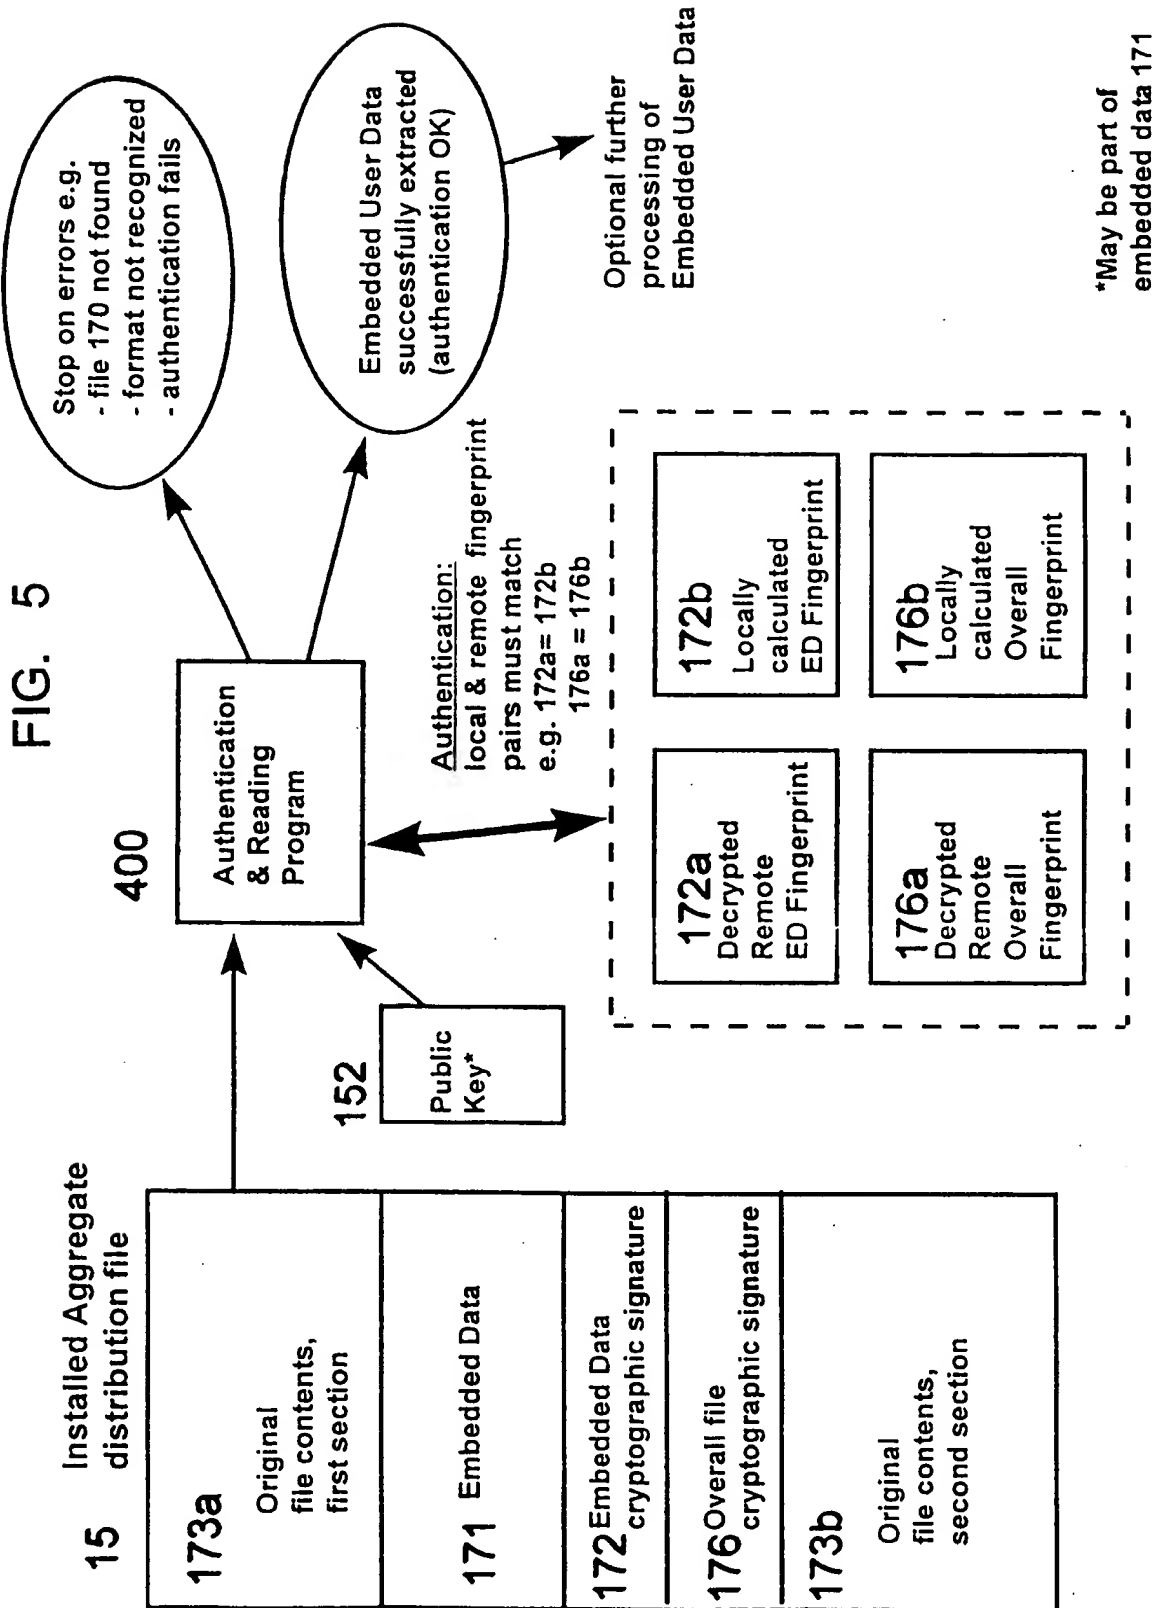 FIG. 5
15
Installed Aggregate
distribution file
173a
Original
file contents,
first section
171 Embedded Data
172 Embedded Data
cryptographic signature
176 Overall file
cryptographic signature
173b
Original
file contents,
second section
152
Public
Key*
400
Authentication
& Reading
Program
Authentication:
local & remote fingerprint
pairs must match
e.g. 172a= 172b
176a = 176b
172a
Decrypted
Remote
ED Fingerprint
172b
Locally
calculated
ED Fingerprint
176a
Decrypted
Remote
Overall
Fingerprint
176b
Locally
calculated
Overall
Fingerprint
Stop on errors e.g.
- file 170 not found
- format not recognized
- authentication fails
Embedded User Data
successfully extracted
(authentication OK)
Optional further
processing of
Embedded User Data
*May be part of
embedded data 171